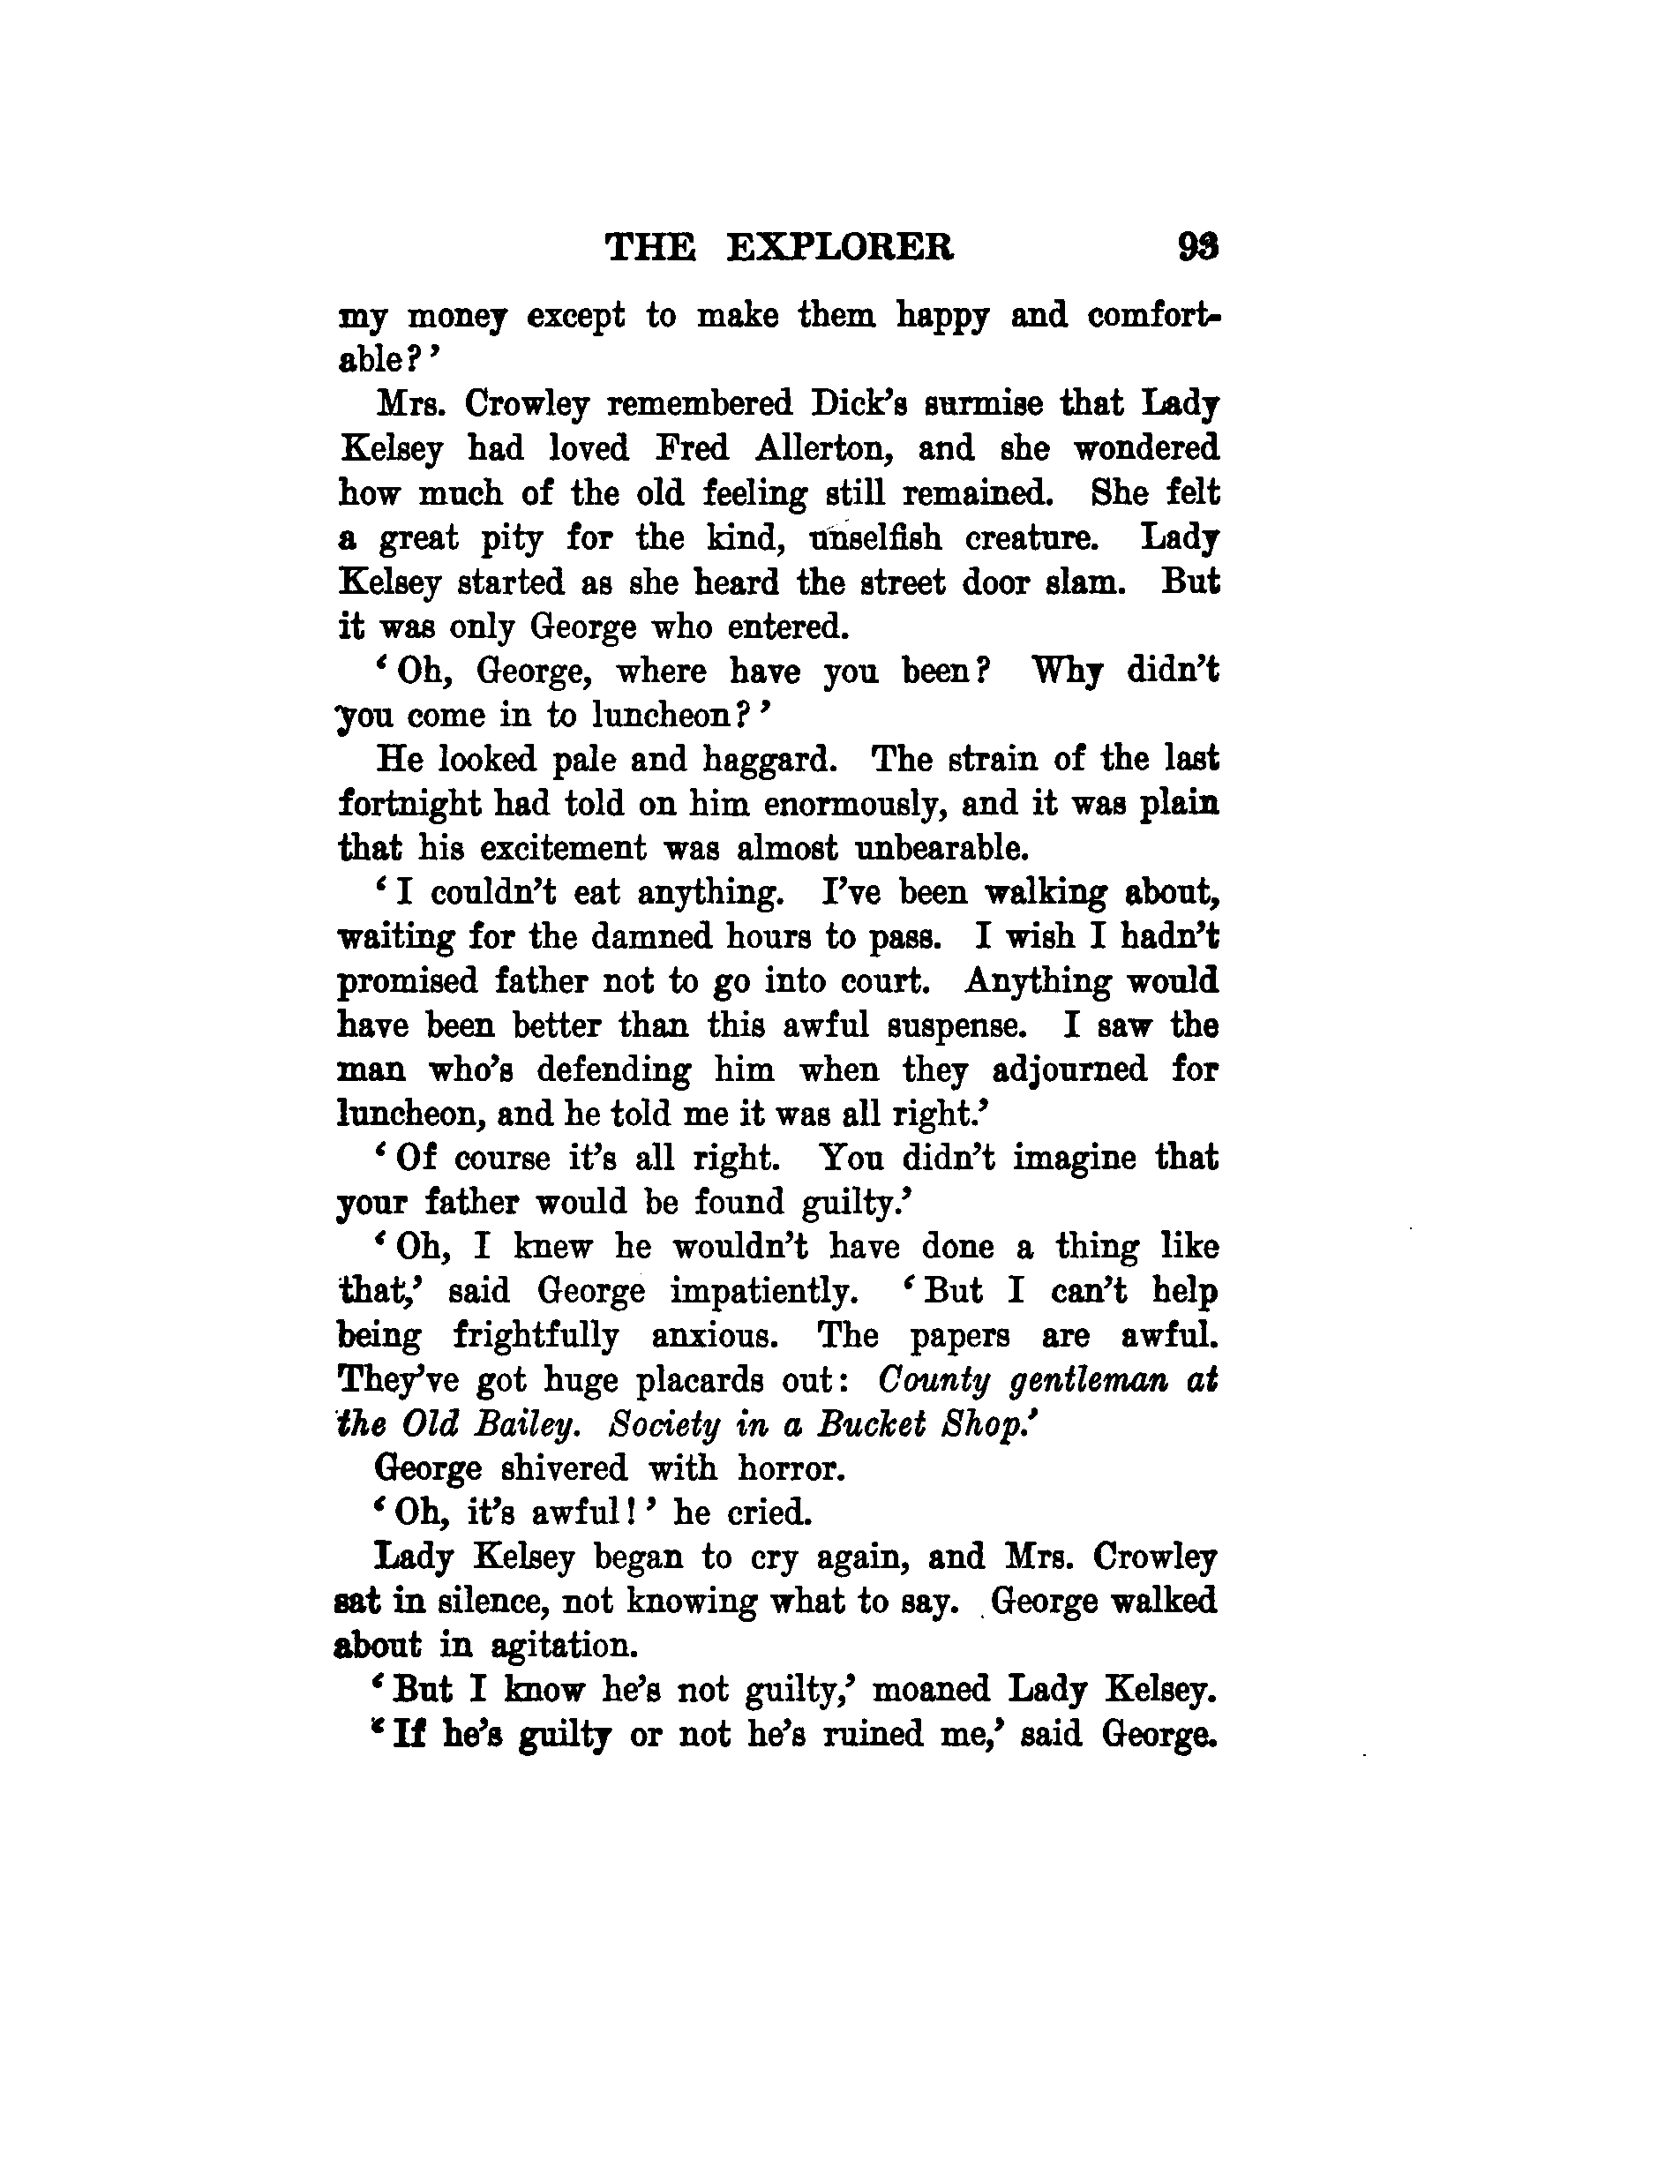 THE EXPLORER 93
my money except to make them happy and comfort-
able?’
Mrs. Crowley remembered Dick’s surmise that Lady
Kelsey had loved Fred Allerton, and she wondered
how much of the old feeling still remained. She felt
a great pity for the kind, unselfish creature. Lady
Kelsey started as she heard the street door slam. But
it was only George who entered.
‘Oh, George, where have you been? Why didn’t
you come in to luncheon?’
He looked pale and haggard. The strain of the last
fortnight had told on him enormously, and it was plain
that his excitement was almost unbearable.
‘I couldn’t eat anything. I’ve been walking about,
waiting for the damned hours to pass. I wish I hadn’t
promised father not to go into court. Anything would
have been better than this awful suspense. I saw the
man who’s defending him when they adjourned for
luncheon, and he told me it was all right.’
‘Of course it’s all right. You didn’t imagine that
your father would be found guilty.’
‘Oh, I knew he wouldn’t have done a thing like
that,’ said George impatiently. ‘But I can’t help
being frightfully anxious. The papers are awful.
They’ve got huge placards out: County gentleman at
the Old Bailey. Society in a Bucket Shop.’
George shivered with horror.
‘Oh, it’s awful!’ he cried.
Lady Kelsey began to cry again, and Mrs. Crowley
sat in silence, not knowing what to say. George walked
about in agitation.
‘But I know he’s not guilty,’ moaned Lady Kelsey.
‘If he’s guilty or not he’s ruined me,’ said George.